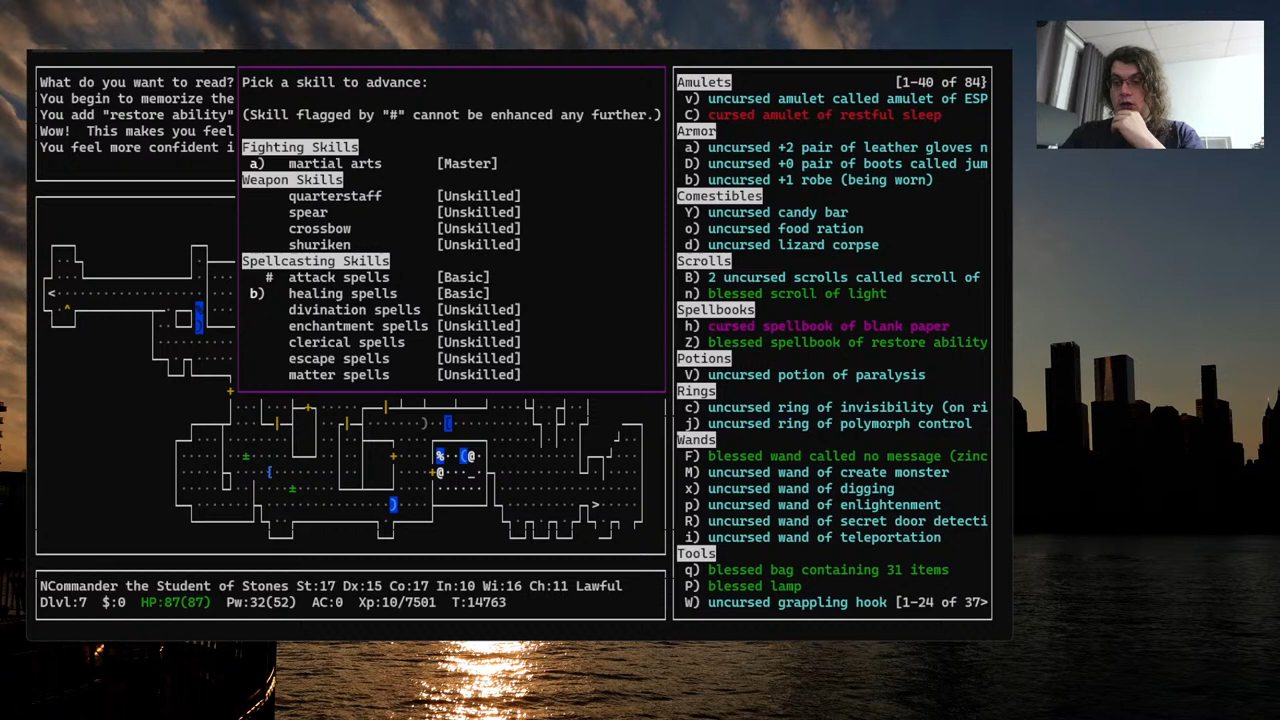 What do you want to read?
You begin to memorize the
You add "restore ability"
Wow!  This makes you feel
You feel more confident i
Pick a skill to advance:
(Skill flagged by "#" cannot be enhanced any further.)
Fighting Skills
a) martial arts [Master]
Weapon Skills
quarterstaff [Unskilled]
spear [Unskilled]
crossbow [Unskilled]
shuriken [Unskilled]
Spellcasting Skills
# attack spells [Basic]
b) healing spells [Basic]
divination spells [Unskilled]
enchantment spells [Unskilled]
clerical spells [Unskilled]
escape spells [Unskilled]
matter spells [Unskilled]
NCommander the Student of Stones St:17 Dx:15 Co:17 In:10 Wi:16 Ch:11 Lawful
Dlvl:7 $:0 HP:87(87) Pw:32(52) AC:0 Xp:10/7501 T:14763
Amulets [1-40 of 84}
v) uncursed amulet called amulet of ESP
C) cursed amulet of restful sleep
Armor
a) uncursed +2 pair of leather gloves n
D) uncursed +0 pair of boots called jum
b) uncursed +1 robe (being worn)
Comestibles
Y) uncursed candy bar
o) uncursed food ration
d) uncursed lizard corpse
Scrolls
B) 2 uncursed scrolls called scroll of
n) blessed scroll of light
Spellbooks
h) cursed spellbook of blank paper
Z) blessed spellbook of restore ability
Potions
V) uncursed potion of paralysis
Rings
c) uncursed ring of invisibility (on ri
j) uncursed ring of polymorph control
Wands
F) blessed wand called no message (zinc
M) uncursed wand of create monster
x) uncursed wand of digging
p) uncursed wand of enlightenment
R) uncursed wand of secret door detecti
i) uncursed wand of teleportation
Tools
q) blessed bag containing 31 items
P) blessed lamp
W) uncursed grappling hook [1-24 of 37>